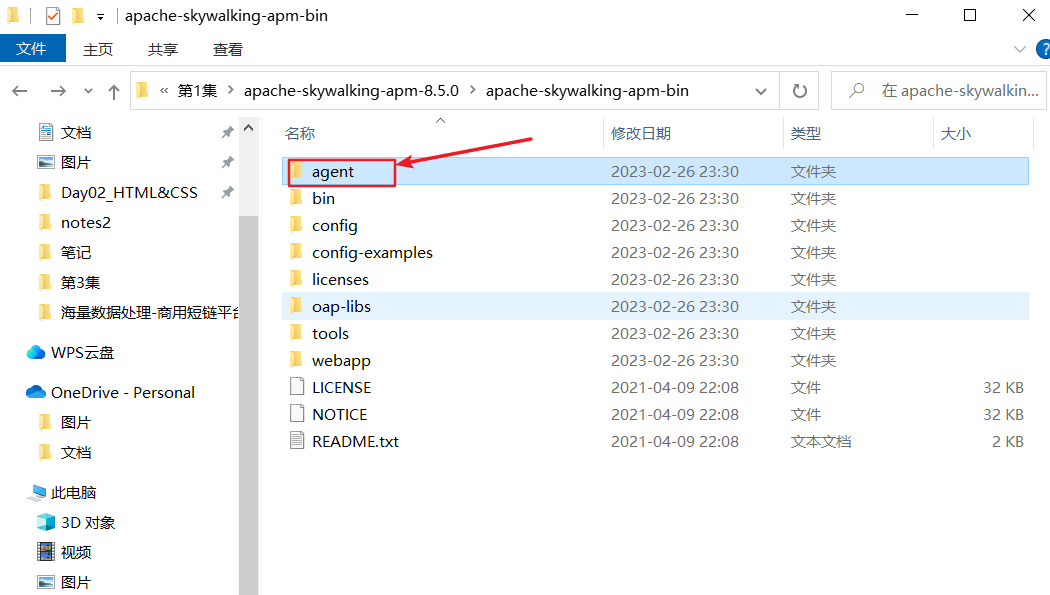 apache-skywalking-apm-bin
文件 主页 共享 查看
« 第1集 › apache-skywalking-apm-8.5.0 › apache-skywalking-apm-bin 在 apache-skywalkin...
文档
图片
Day02_HTML&CSS
notes2
笔记
第3集
海量数据处理-商用短链平台
WPS云盘
OneDrive - Personal
图片
文档
此电脑
3D 对象
视频
图片
名称 修改日期 类型 大小
agent 2023-02-26 23:30 文件夹
bin 2023-02-26 23:30 文件夹
config 2023-02-26 23:30 文件夹
config-examples 2023-02-26 23:30 文件夹
licenses 2023-02-26 23:30 文件夹
oap-libs 2023-02-26 23:30 文件夹
tools 2023-02-26 23:30 文件夹
webapp 2023-02-26 23:30 文件夹
LICENSE 2021-04-09 22:08 文件 32 KB
NOTICE 2021-04-09 22:08 文件 32 KB
README.txt 2021-04-09 22:08 文本文档 2 KB